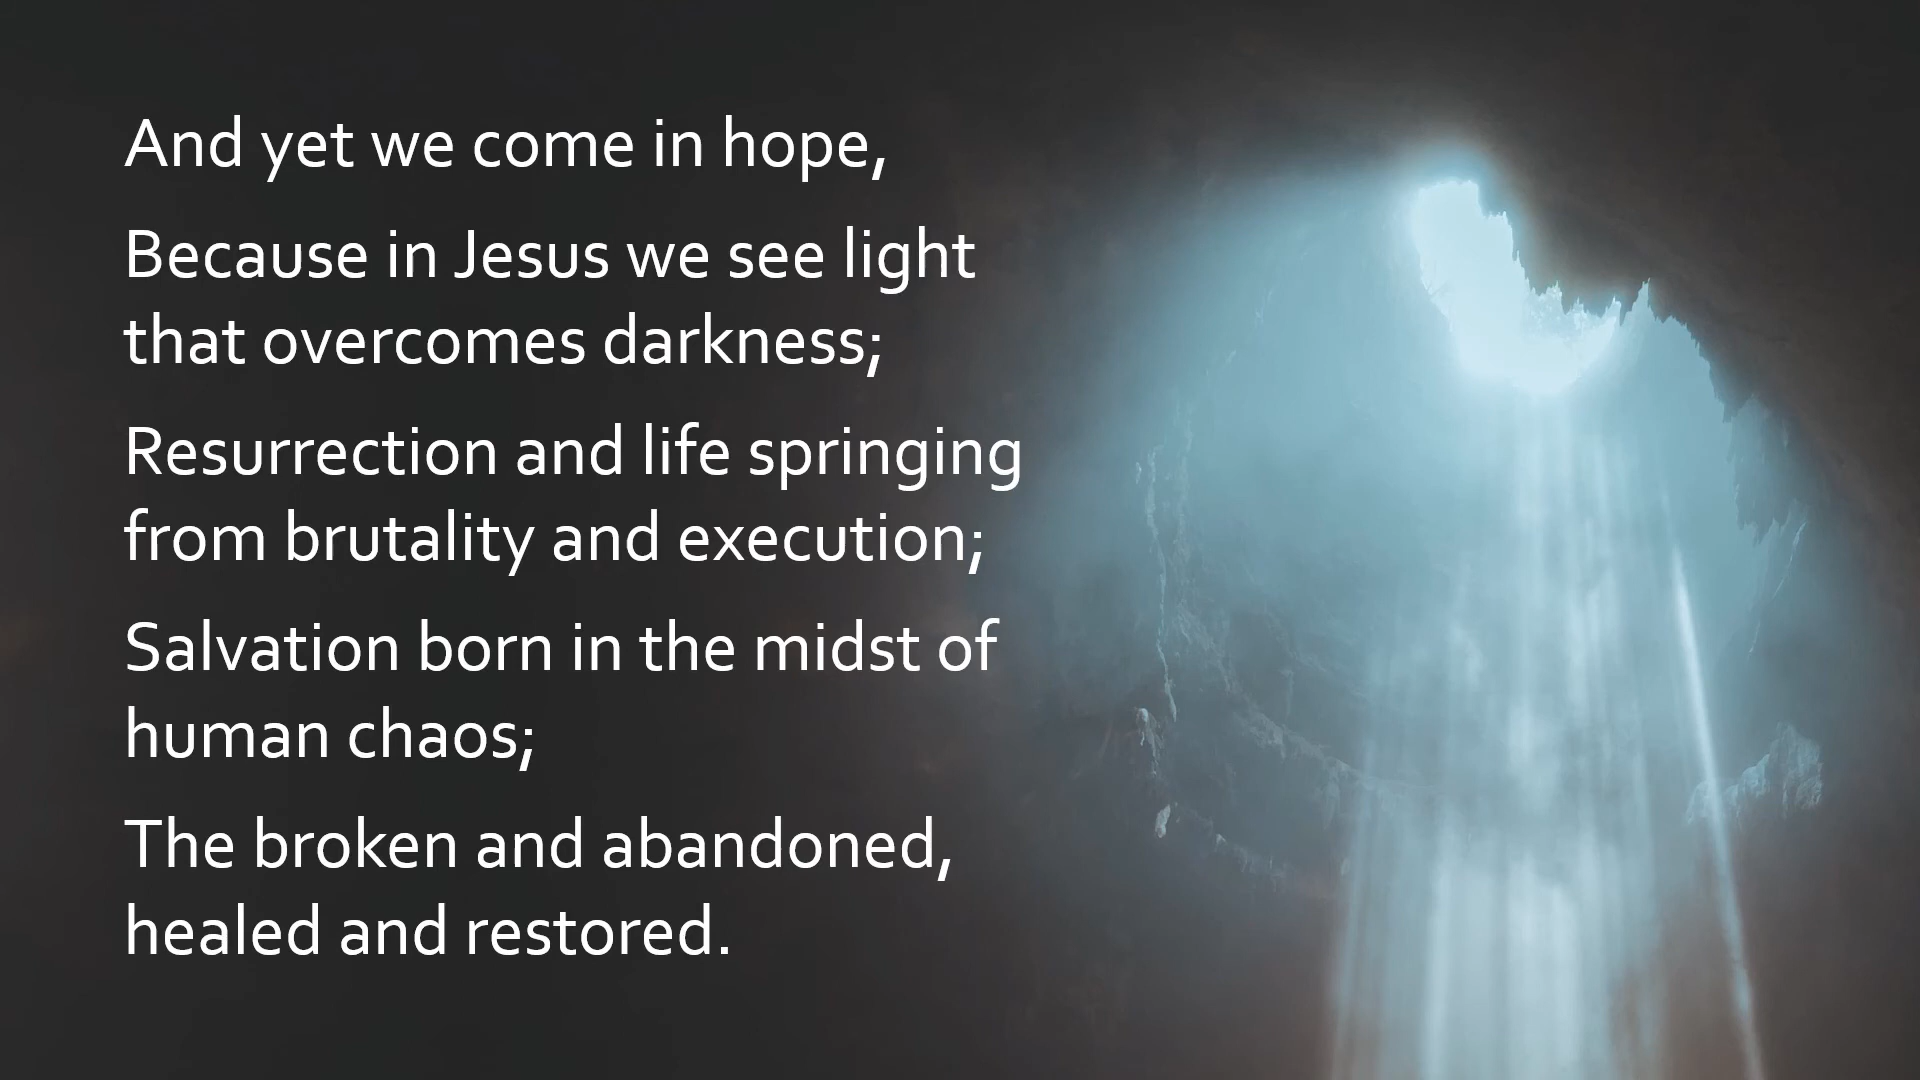 And yet we come in hope,
Because in Jesus we see light
that overcomes darkness;
Resurrection and life springing
from brutality and execution;
Salvation born in the midst of
human chaos;
The broken and abandoned,
healed and restored.